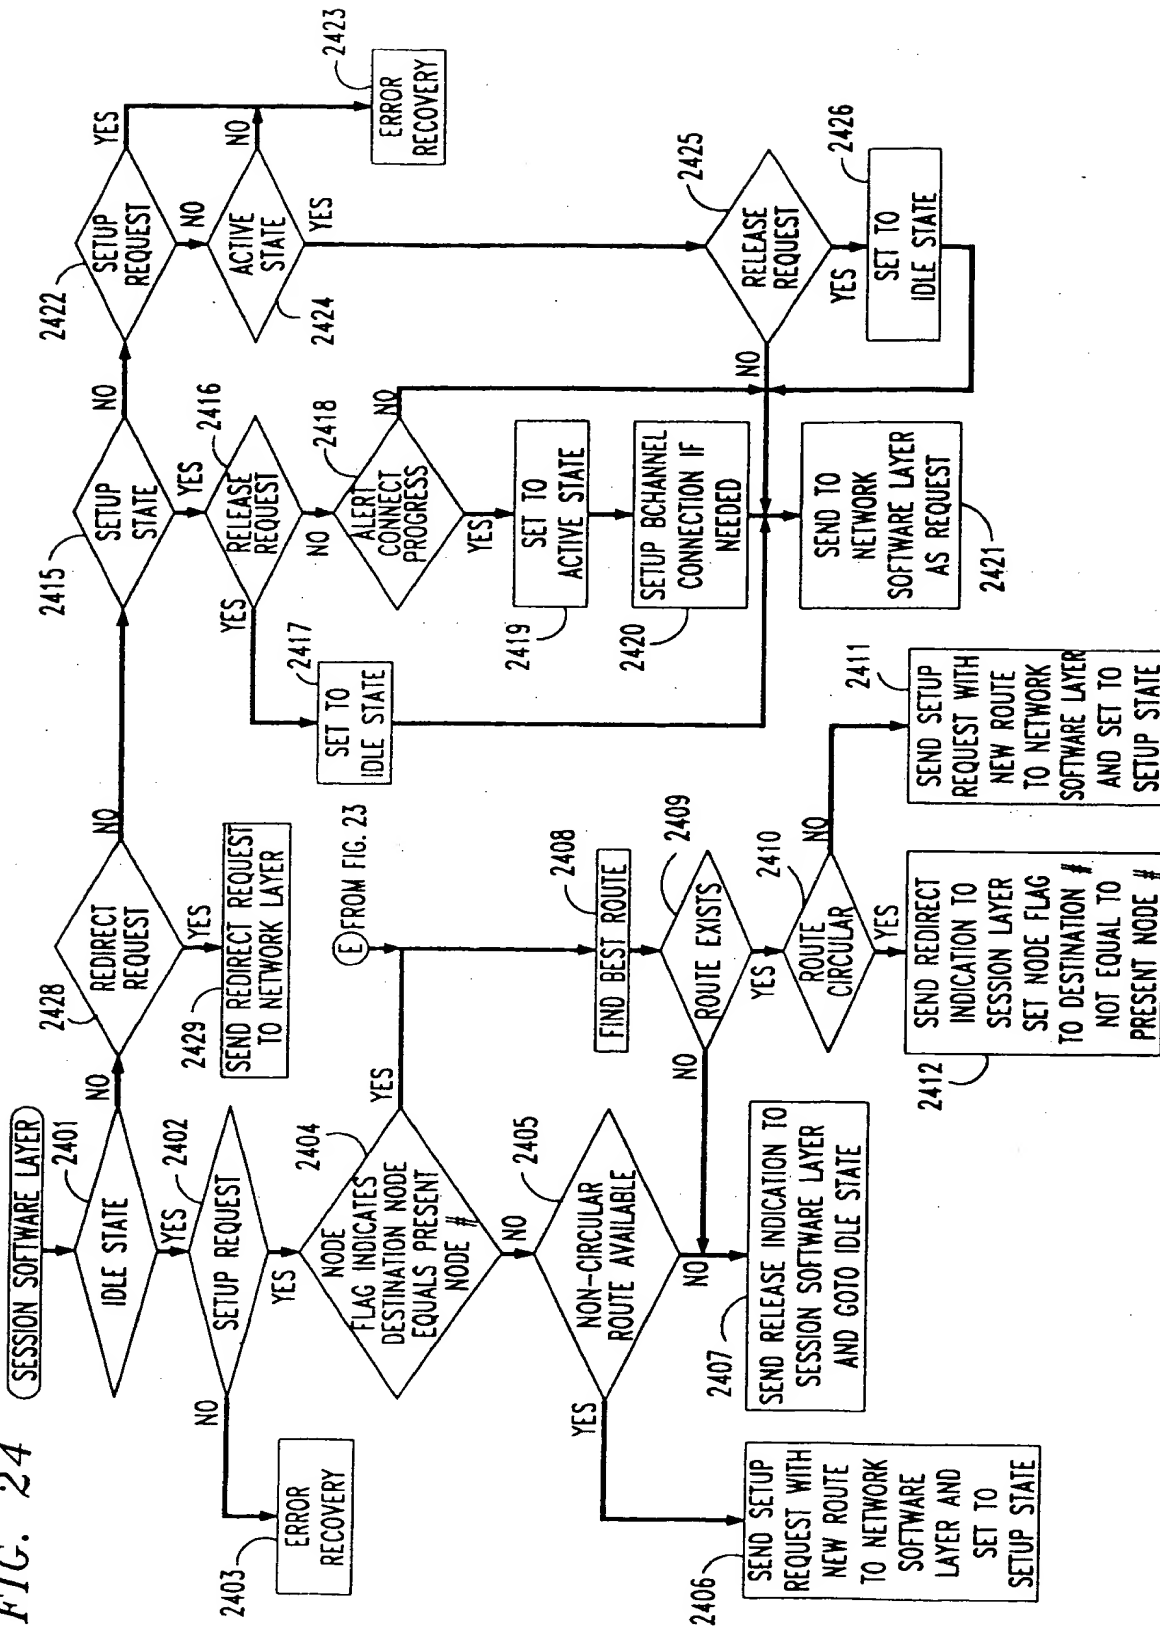 FIG. 24
SESSION SOFTWARE LAYER
2401
IDLE STATE
NO
YES
2402
SETUP REQUEST
NO
YES
2403
ERROR
RECOVERY
2404
NODE
FLAG INDICATES
DESTINATION NODE
EQUALS PRESENT
NODE #
YES
NO
2405
NON-CIRCULAR
ROUTE AVAILABLE
YES
NO
2406
SEND SETUP
REQUEST WITH
NEW ROUTE
TO NETWORK
SOFTWARE
LAYER AND
SET TO
SETUP STATE
2407
SEND RELEASE INDICATION TO
SESSION SOFTWARE LAYER
AND GOTO IDLE STATE
2428
REDIRECT
REQUEST
NO
YES
2429
SEND REDIRECT REQUEST
TO NETWORK LAYER
E
FROM FIG. 23
2408
FIND BEST ROUTE
2409
ROUTE EXISTS
NO
YES
2410
ROUTE
CIRCULAR
NO
YES
2412
SEND REDIRECT
INDICATION TO
SESSION LAYER
SET NODE FLAG
TO DESTINATION #
NOT EQUAL TO
PRESENT NODE #
2411
SEND SETUP
REQUEST WITH
NEW ROUTE
TO NETWORK
SOFTWARE LAYER
AND SET TO
SETUP STATE
2415
SETUP
STATE
NO
YES
2416
RELEASE
REQUEST
YES
NO
2417
SET TO
IDLE STATE
2418
ALERT
CONNECT
PROGRESS
NO
YES
2419
SET TO
ACTIVE STATE
2420
SETUP BCHANNEL
CONNECTION IF
NEEDED
SEND TO
NETWORK
SOFTWARE LAYER
AS REQUEST
2421
2422
SETUP
REQUEST
YES
NO
2424
ACTIVE
STATE
NO
YES
2423
ERROR
RECOVERY
2425
RELEASE
REQUEST
NO
YES
2426
SET TO
IDLE STATE